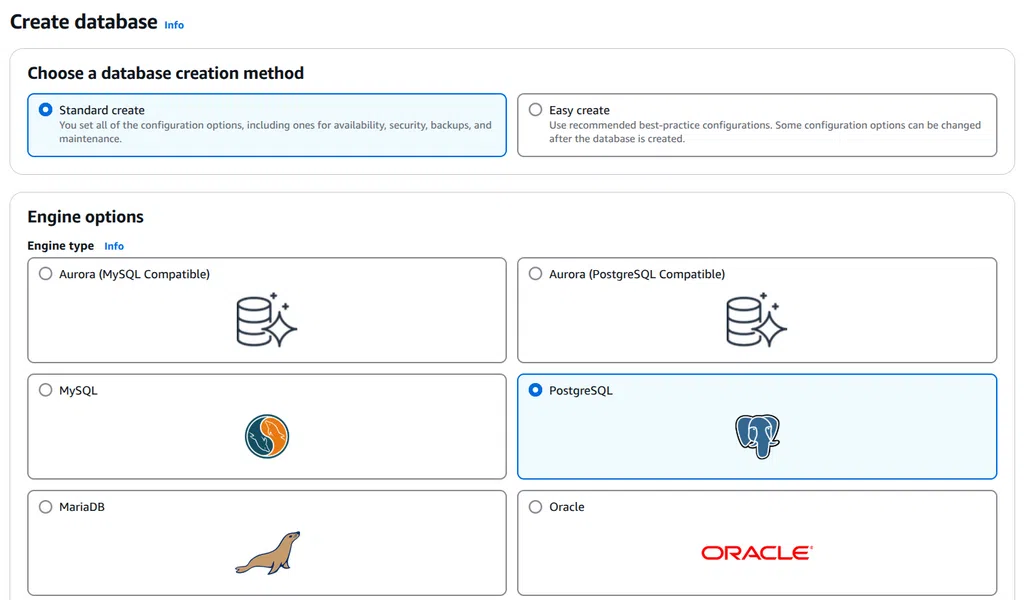 Create database Info
Choose a database creation method
Standard create
You set all of the configuration options, including ones for availability, security, backups, and
maintenance.
Easy create
Use recommended best-practice configurations. Some configuration options can be changed
after the database is created.
Engine options
Engine type Info
Aurora (MySQL Compatible)
Aurora (PostgreSQL Compatible)
MySQL
PostgreSQL
MariaDB
Oracle
ORACLE